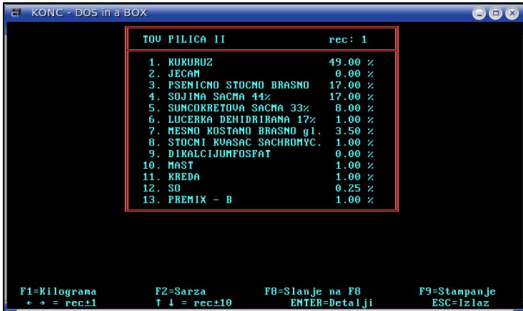 KONC - DOS in a BOX
TOV PILICA II rec: 1
1. KUKURUZ 49.00 %
2. JECAM 0.00 %
3. PSENICNO STOCNO BRASNO 17.00 %
4. SOJINA SACMA 44% 17.00 %
5. SUNCOKRETOVA SACMA 33% 8.00 %
6. LUCERKA DEHIDRIRANA 17% 1.00 %
7. MESNO KOSTANO BRASNO gl. 3.50 %
8. STOCNI KVASAC SACHROMYC. 1.00 %
9. DIKALCIJUMFOSFAT 0.00 %
10. MAST 1.00 %
11. KREDA 1.00 %
12. SO 0.25 %
13. PREMIX - B 1.00 %
F1=Kilograma F2=Sarza F8=Slanje na F8 F9=Stampanje
← → = rec±1 ↑ ↓ = rec±10 ENTER=Detalji ESC=Izlaz